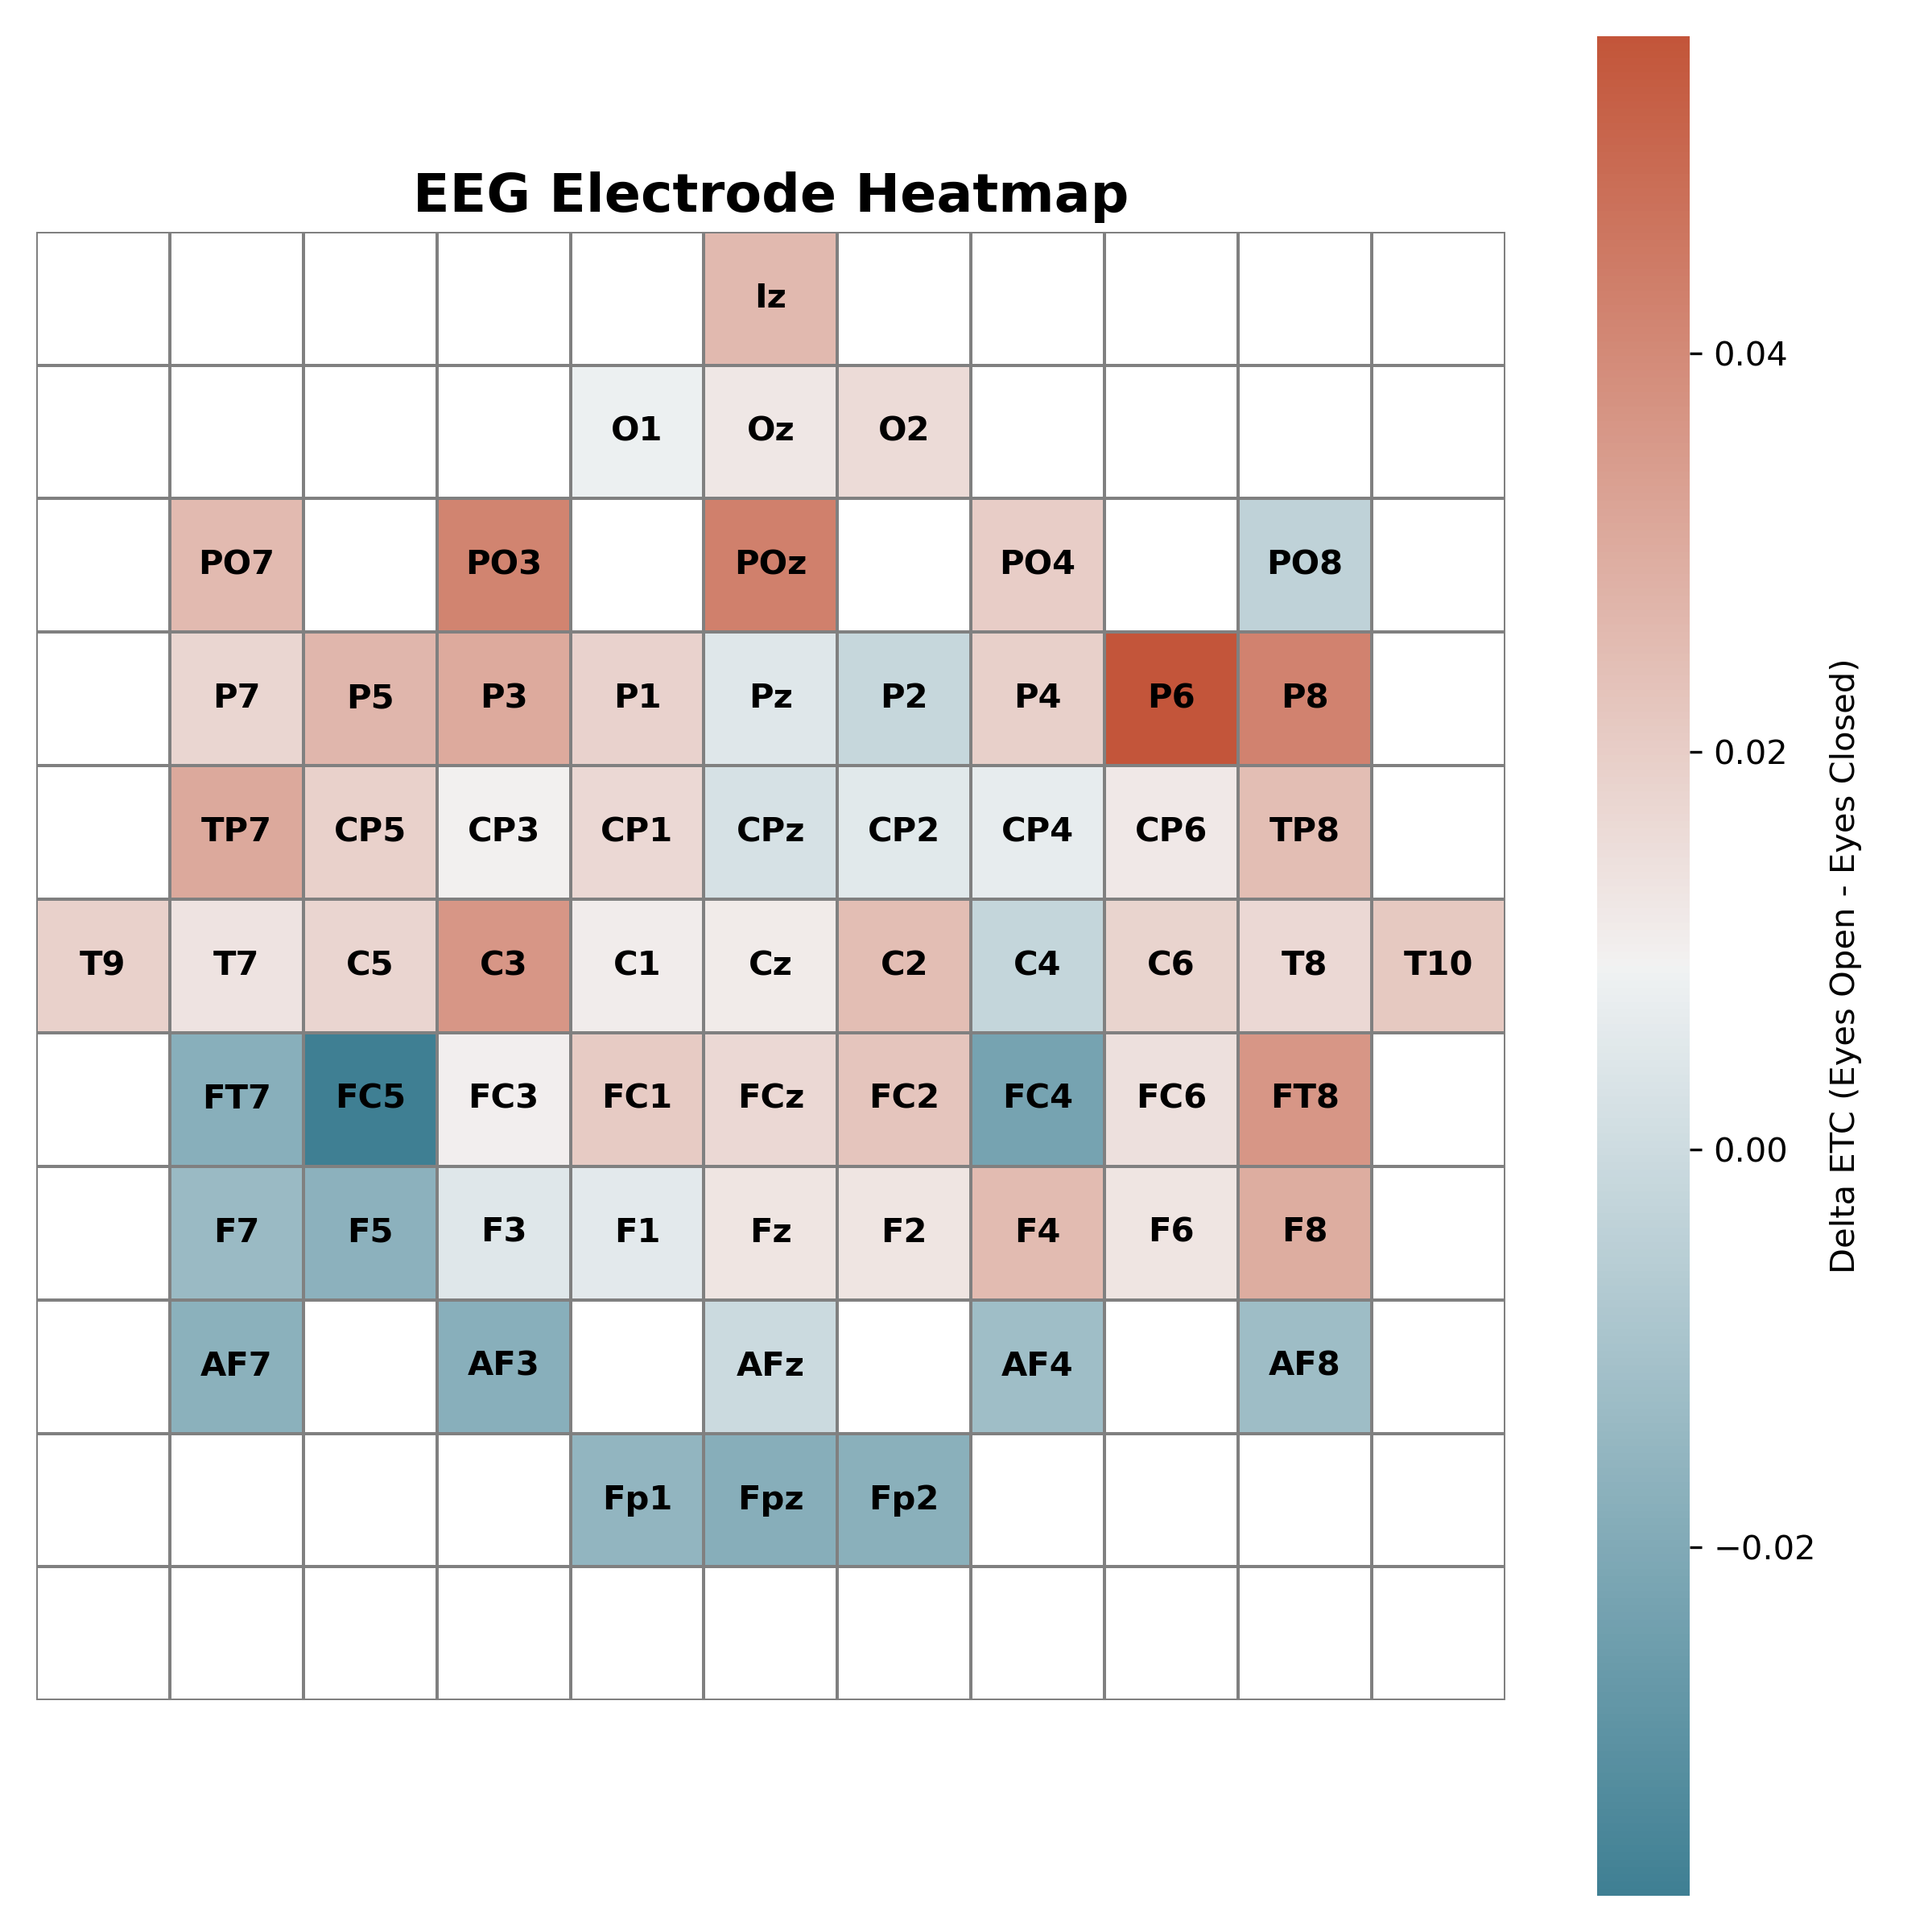 EEG Electrode Heatmap
Iz
O1 Oz O2
PO7 PO3 POz PO4 PO8
P7 P5 P3 P1 Pz P2 P4 P6 P8
TP7 CP5 CP3 CP1 CPz CP2 CP4 CP6 TP8
T9 T7 C5 C3 C1 Cz C2 C4 C6 T8 T10
FT7 FC5 FC3 FC1 FCz FC2 FC4 FC6 FT8
F7 F5 F3 F1 Fz F2 F4 F6 F8
AF7 AF3 AFz AF4 AF8
Fp1 Fpz Fp2
0.04
0.02
0.00
−0.02
Delta ETC (Eyes Open - Eyes Closed)